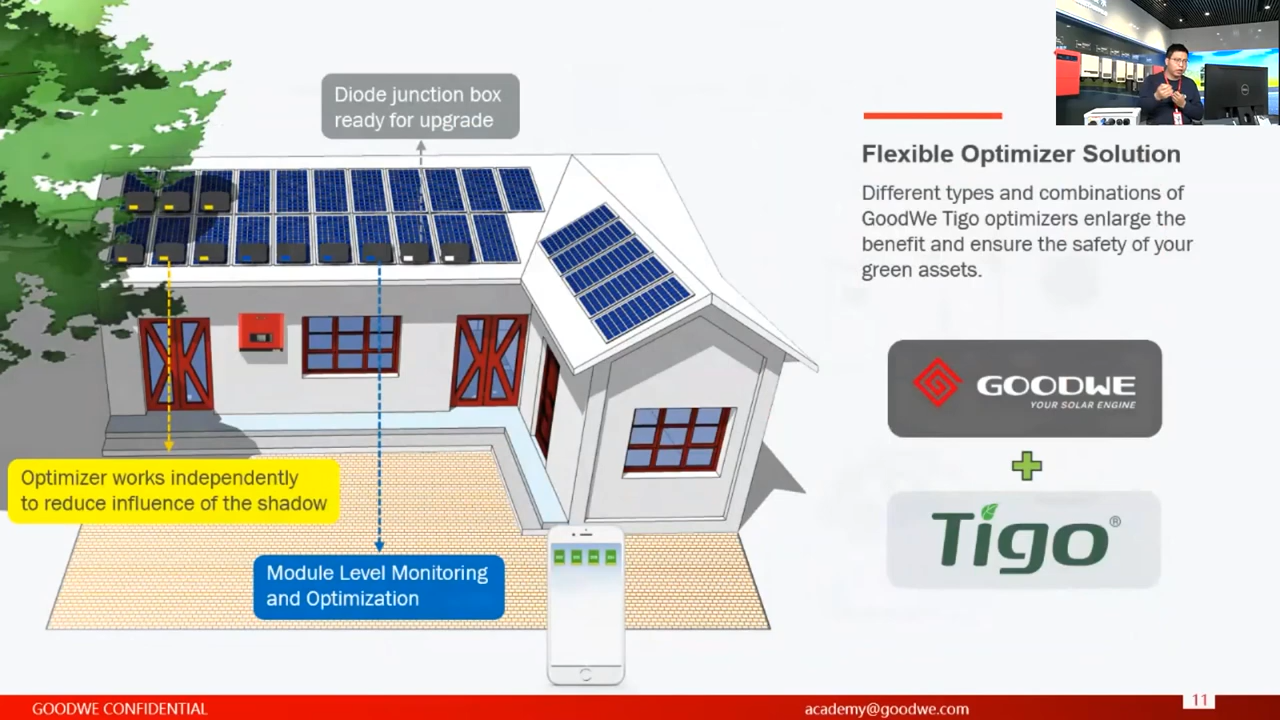 Diode junction box
ready for upgrade
Optimizer works independently
to reduce influence of the shadow
Module Level Monitoring
and Optimization
Flexible Optimizer Solution
Different types and combinations of
GoodWe Tigo optimizers enlarge the
benefit and ensure the safety of your
green assets.
GOODWE
YOUR SOLAR ENGINE
Tigo®
GOODWE CONFIDENTIAL
academy@goodwe.com
11